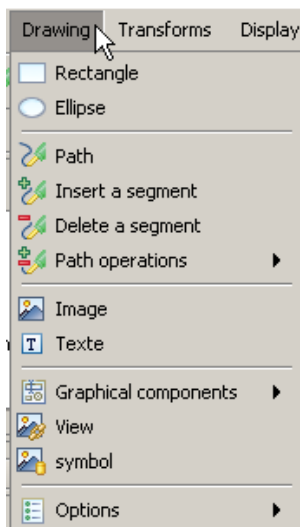 Drawing Transforms Display
Rectangle
Ellipse
Path
Insert a segment
Delete a segment
Path operations
Image
Texte
Graphical components
View
symbol
Options